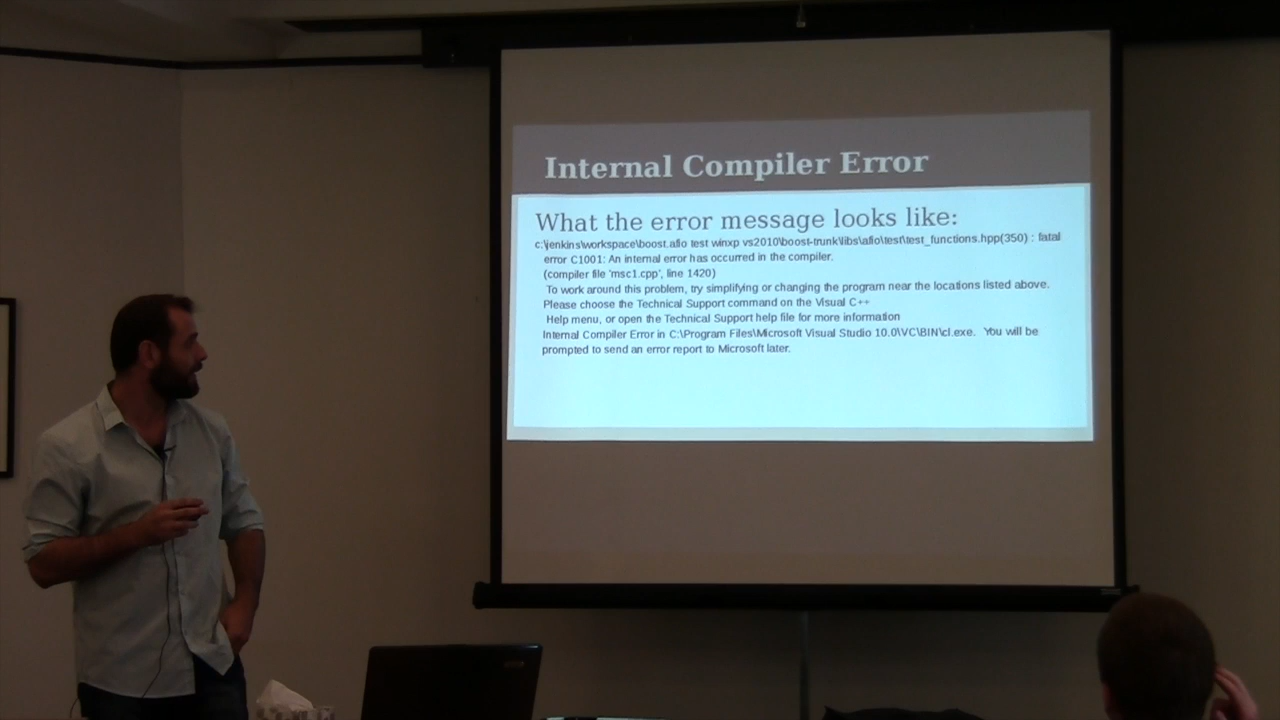 Internal Compiler Error
What the error message looks like:
c:\jenkins\workspace\boost.afio test winxp vs2010\boost-trunk\libs\afio\test\test_functions.hpp(350) : fatal
error C1001: An internal error has occurred in the compiler.
(compiler file 'msc1.cpp', line 1420)
To work around this problem, try simplifying or changing the program near the locations listed above.
Please choose the Technical Support command on the Visual C++
Help menu, or open the Technical Support help file for more information
Internal Compiler Error in C:\Program Files\Microsoft Visual Studio 10.0\VC\BIN\cl.exe. You will be
prompted to send an error report to Microsoft later.